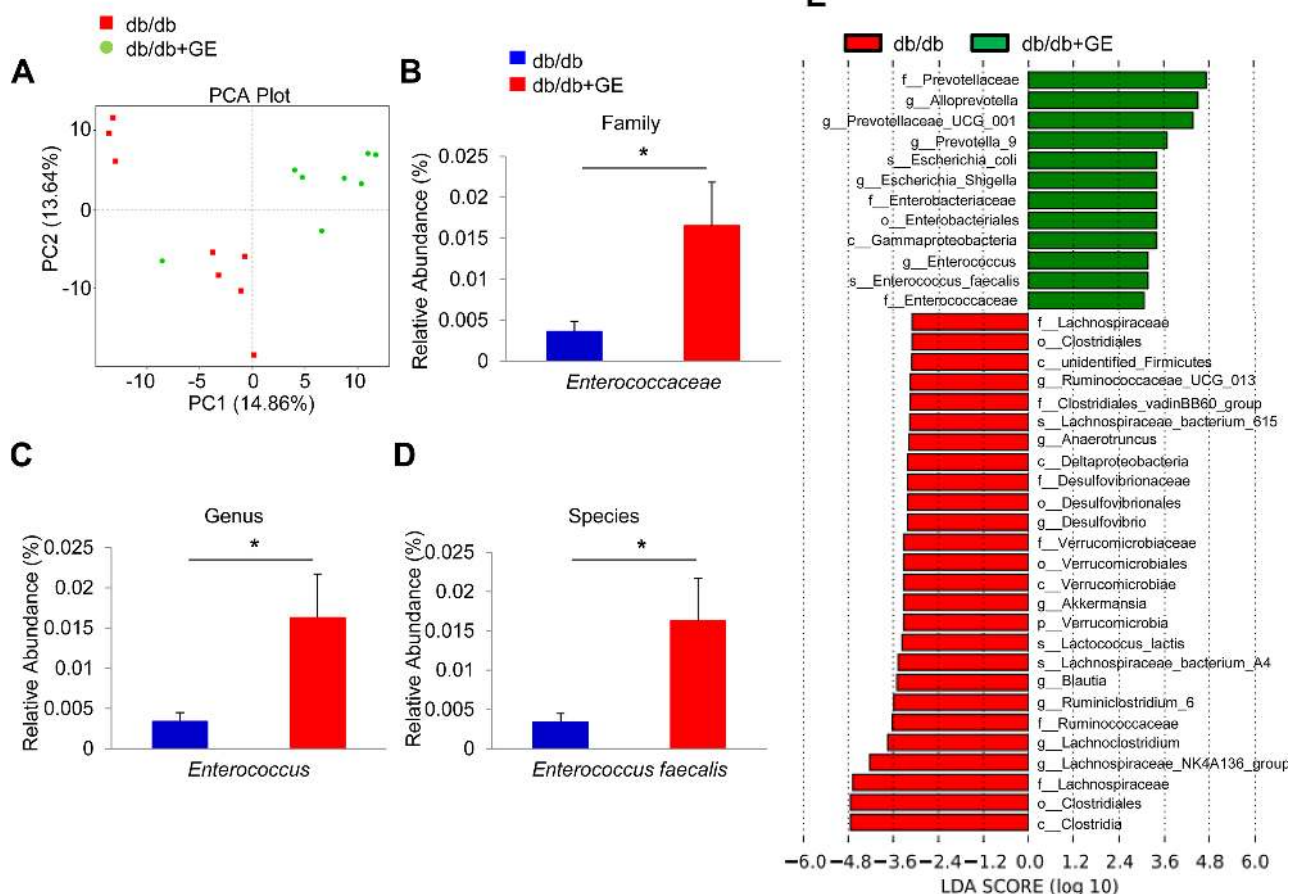 db/db
db/db+GE
A
PCA Plot
10
0
-10
PC2 (13.64%)
-10
-5
0
5
10
PC1 (14.86%)
B
db/db
db/db+GE
Family
*
0.025
0.02
0.015
0.01
0.005
0
Relative Abundance (%)
Enterococcaceae
C
Genus
*
0.025
0.02
0.015
0.01
0.005
0
Relative Abundance (%)
Enterococcus
D
Species
*
0.025
0.02
0.015
0.01
0.005
0
Relative Abundance (%)
Enterococcus faecalis
db/db
db/db+GE
f__Prevotellaceae
g__Alloprevotella
g__Prevotellaceae_UCG_001
g__Prevotella_9
s__Escherichia_coli
g__Escherichia_Shigella
f__Enterobacteriaceae
o__Enterobacteriales
c__Gammaproteobacteria
g__Enterococcus
s__Enterococcus_faecalis
f__Enterococcaceae
f__Lachnospiraceae
o__Clostridiales
c__unidentified_Firmicutes
g__Ruminococcaceae_UCG_013
f__Clostridiales_vadinBB60_group
s__Lachnospiraceae_bacterium_615
g__Anaerotruncus
c__Deltaproteobacteria
f__Desulfovibrionaceae
o__Desulfovibrionales
g__Desulfovibrio
f__Verrucomicrobiaceae
o__Verrucomicrobiales
c__Verrucomicrobiae
g__Akkermansia
p__Verrucomicrobia
s__Lactococcus_lactis
s__Lachnospiraceae_bacterium_A4
g__Blautia
g__Ruminiclostridium_6
f__Ruminococcaceae
g__Lachnoclostridium
g__Lachnospiraceae_NK4A136_group
f__Lachnospiraceae
o__Clostridiales
c__Clostridia
−6.0 −4.8 −3.6 −2.4 −1.2 0.0 1.2 2.4 3.6 4.8 6.0
LDA SCORE (log 10)